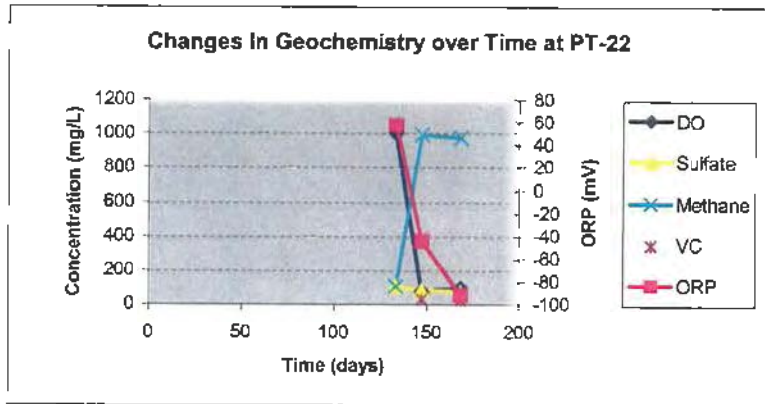 Changes In Geochemistry over Time at PT-22
Concentration (mg/L)
1200
1000
800
600
400
200
0
0
50
100
150
200
Time (days)
80
60
40
20
0
-20
-40
-60
-80
-100
ORP (mV)
DO
Sulfate
Methane
VC
ORP